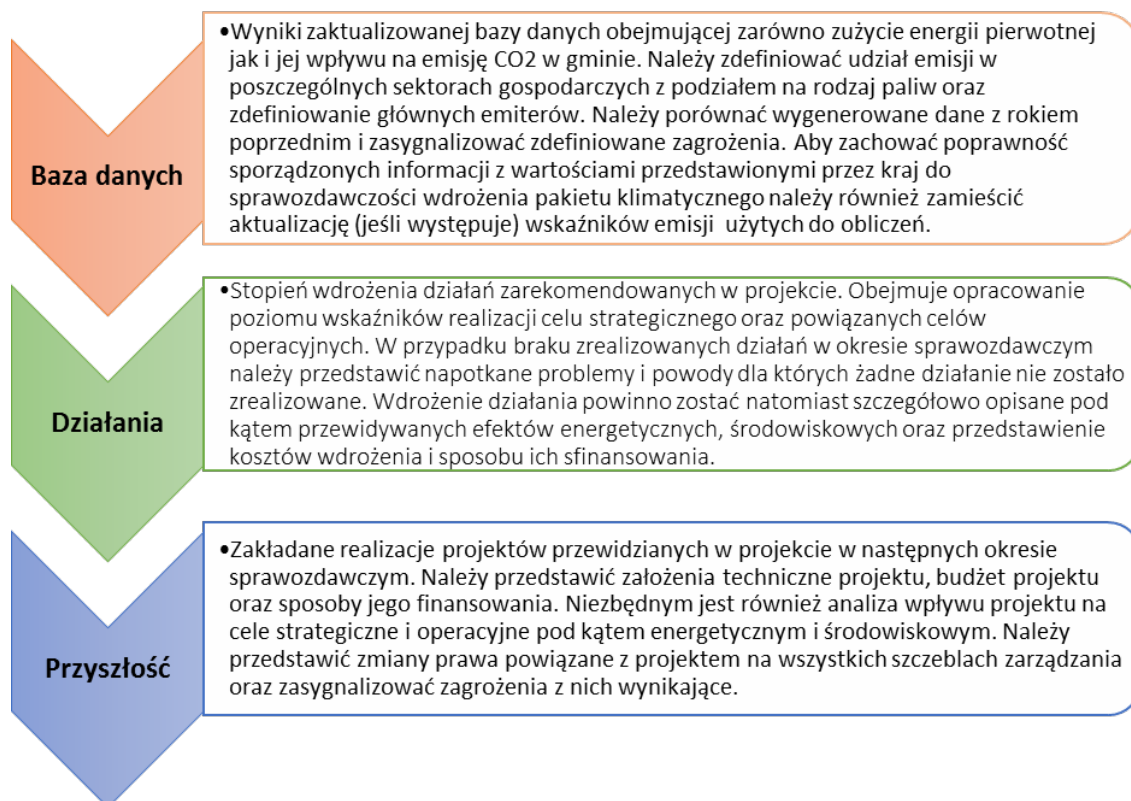 •Wyniki zaktualizowanej bazy danych obejmującej zarówno zużycie energii pierwotnej
jak i jej wpływu na emisję CO2 w gminie. Należy zdefiniować udział emisji w
poszczególnych sektorach gospodarczych z podziałem na rodzaj paliw oraz
zdefiniowanie głównych emiterów. Należy porównać wygenerowane dane z rokiem
poprzednim i zasygnalizować zdefiniowane zagrożenia. Aby zachować poprawność
sporządzonych informacji z wartościami przedstawionymi przez kraj do
sprawozdawczości wdrożenia pakietu klimatycznego należy również zamieścić
aktualizację (jeśli występuje) wskaźników emisji użytych do obliczeń.
Baza danych
•Stopień wdrożenia działań zarekomendowanych w projekcie. Obejmuje opracowanie
poziomu wskaźników realizacji celu strategicznego oraz powiązanych celów
operacyjnych. W przypadku braku zrealizowanych działań w okresie sprawozdawczym
należy przedstawić napotkane problemy i powody dla których żadne działanie nie zostało
zrealizowane. Wdrożenie działania powinno zostać natomiast szczegółowo opisane pod
kątem przewidywanych efektów energetycznych, środowiskowych oraz przedstawienie
kosztów wdrożenia i sposobu ich sfinansowania.
Działania
•Zakładane realizacje projektów przewidzianych w projekcie w następnych okresie
sprawozdawczym. Należy przedstawić założenia techniczne projektu, budżet projektu
oraz sposoby jego finansowania. Niezbędnym jest również analiza wpływu projektu na
cele strategiczne i operacyjne pod kątem energetycznym i środowiskowym. Należy
przedstawić zmiany prawa powiązane z projektem na wszystkich szczeblach zarządzania
oraz zasygnalizować zagrożenia z nich wynikające.
Przyszłość